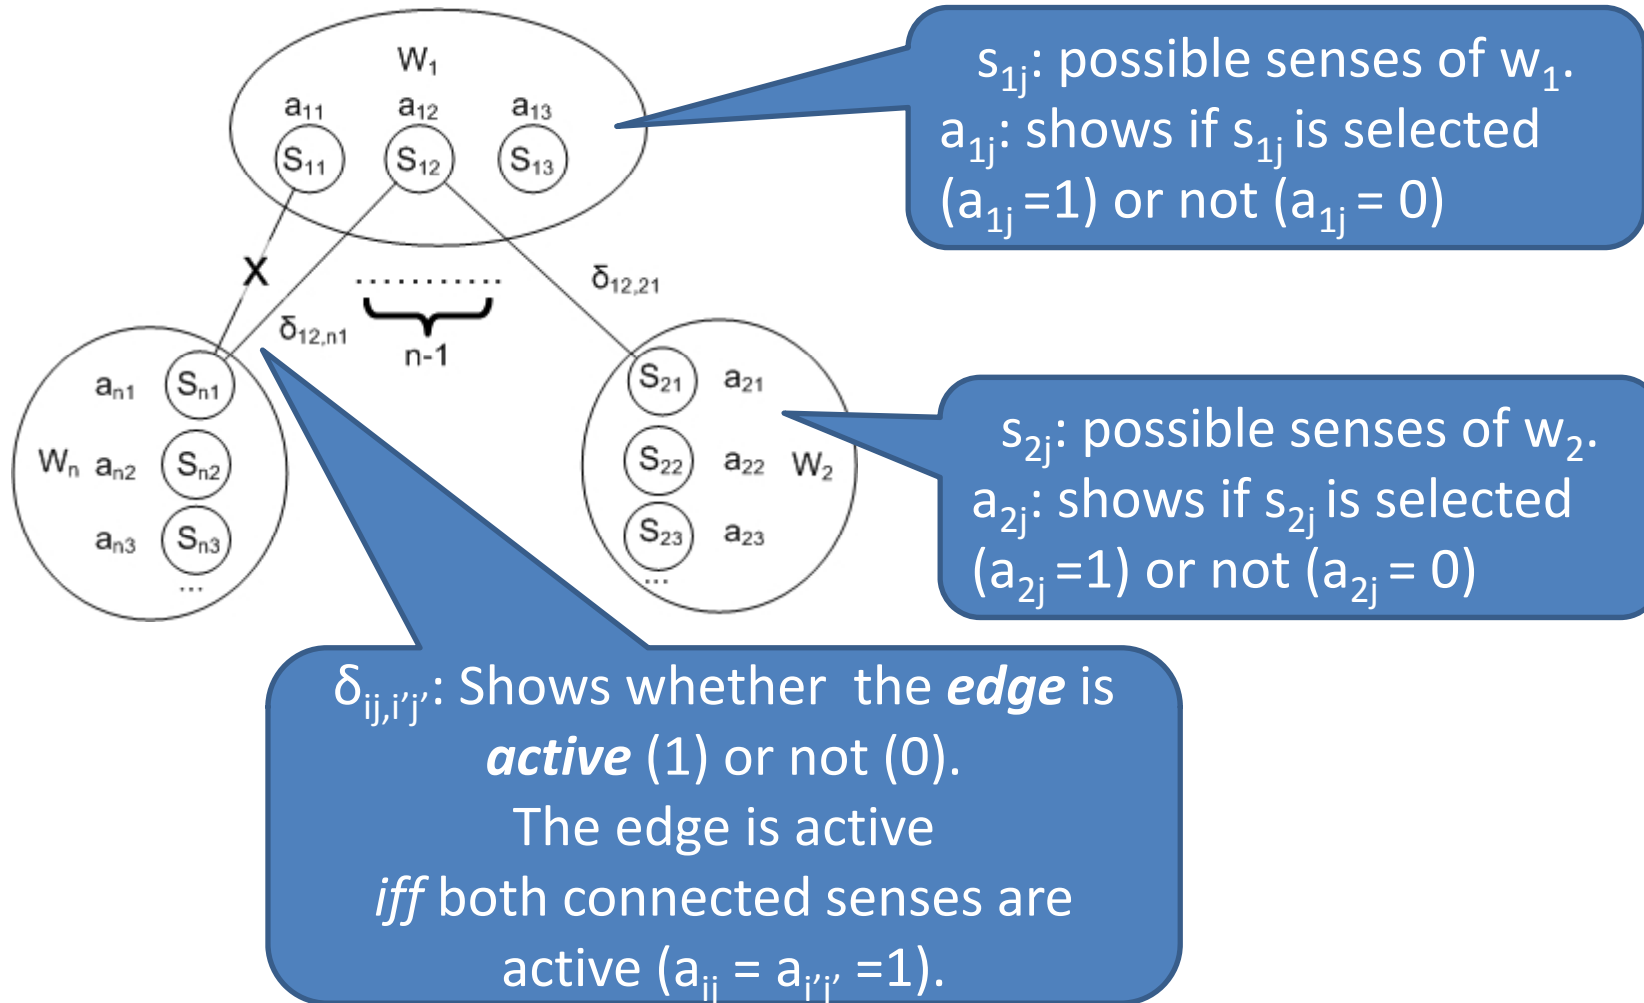 W₁
a₁₁ a₁₂ a₁₃
S₁₁ S₁₂ S₁₃
s₁ⱼ: possible senses of w₁.
a₁ⱼ: shows if s₁ⱼ is selected
(a₁ⱼ =1) or not (a₁ⱼ = 0)
X
...........
δ₁₂,₂₁
δ₁₂,ₙ₁
n-1
aₙ₁ Sₙ₁
Wₙ aₙ₂ Sₙ₂
aₙ₃ Sₙ₃
...
S₂₁ a₂₁
S₂₂ a₂₂ W₂
S₂₃ a₂₃
...
s₂ⱼ: possible senses of w₂.
a₂ⱼ: shows if s₂ⱼ is selected
(a₂ⱼ =1) or not (a₂ⱼ = 0)
δᵢⱼ,ᵢ’ⱼ’: Shows whether the edge is
active (1) or not (0).
The edge is active
iff both connected senses are
active (aᵢⱼ = aᵢ’ⱼ’ =1).